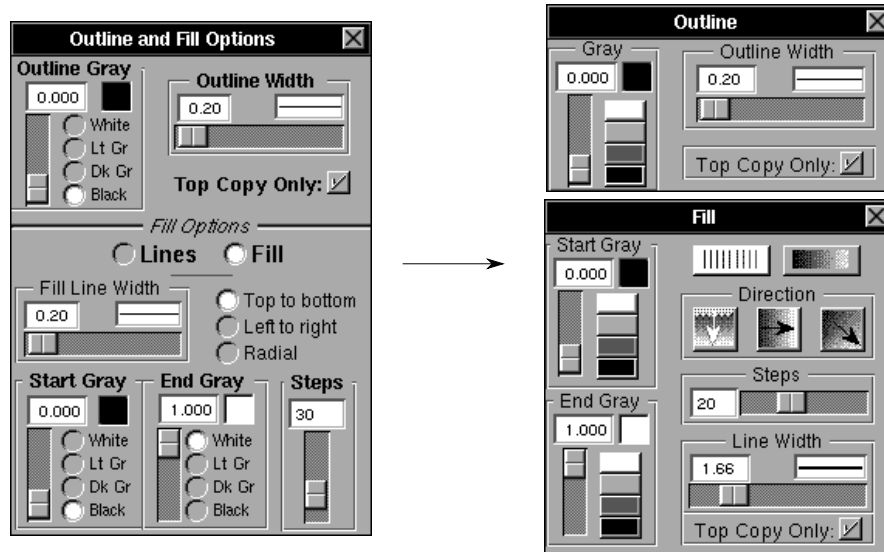 Outline and Fill Options
Outline Gray
0.000
White
Lt Gr
Dk Gr
Black
Outline Width
0.20
Top Copy Only:
Fill Options
Lines Fill
Fill Line Width
0.20
Top to bottom
Left to right
Radial
Start Gray
0.000
White
Lt Gr
Dk Gr
Black
End Gray
1.000
White
Lt Gr
Dk Gr
Black
Steps
30
Outline
Gray
0.000
Outline Width
0.20
Top Copy Only:
Fill
Start Gray
0.000
End Gray
1.000
Direction
Steps
20
Line Width
1.66
Top Copy Only: